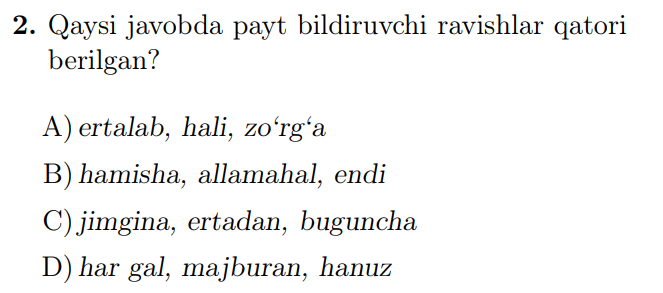 2. Qaysi javobda payt bildiruvchi ravishlar qatori
berilgan?
A) ertalab, hali, zo‘rg‘a
B) hamisha, allamahal, endi
C) jimgina, ertadan, buguncha
D) har gal, majburan, hanuz